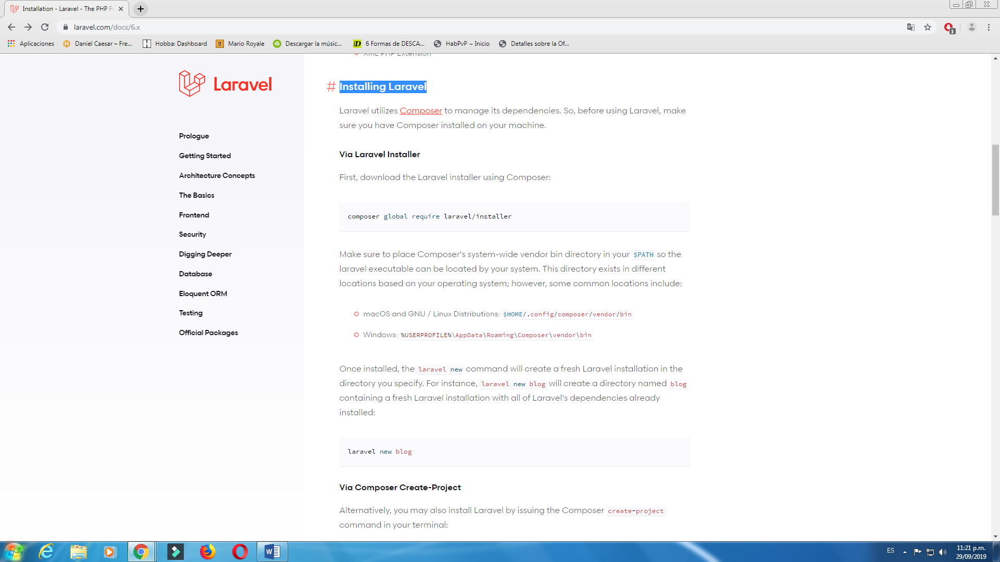 Installation - Laravel - The PHP Fr
laravel.com/docs/6.x
1
Aplicaciones
Daniel Caesar – Fre...
Hobba: Dashboard
Mario Royale
Descargar la músic...
6 Formas de DESCA...
HabPvP ~ Inicio
Detalles sobre la Of...
XML PHP Extension
Laravel
Prologue
Getting Started
Architecture Concepts
The Basics
Frontend
Security
Digging Deeper
Database
Eloquent ORM
Testing
Official Packages
# Installing Laravel
Laravel utilizes Composer to manage its dependencies. So, before using Laravel, make
sure you have Composer installed on your machine.
Via Laravel Installer
First, download the Laravel installer using Composer:
composer global require laravel/installer
Make sure to place Composer's system-wide vendor bin directory in your $PATH so the
laravel executable can be located by your system. This directory exists in different
locations based on your operating system; however, some common locations include:
macOS and GNU / Linux Distributions: $HOME/.config/composer/vendor/bin
Windows: %USERPROFILE%\AppData\Roaming\Composer\vendor\bin
Once installed, the laravel new command will create a fresh Laravel installation in the
directory you specify. For instance, laravel new blog will create a directory named blog
containing a fresh Laravel installation with all of Laravel's dependencies already
installed:
laravel new blog
Via Composer Create-Project
Alternatively, you may also install Laravel by issuing the Composer create-project
command in your terminal:
ES
11:21 p.m.
29/09/2019